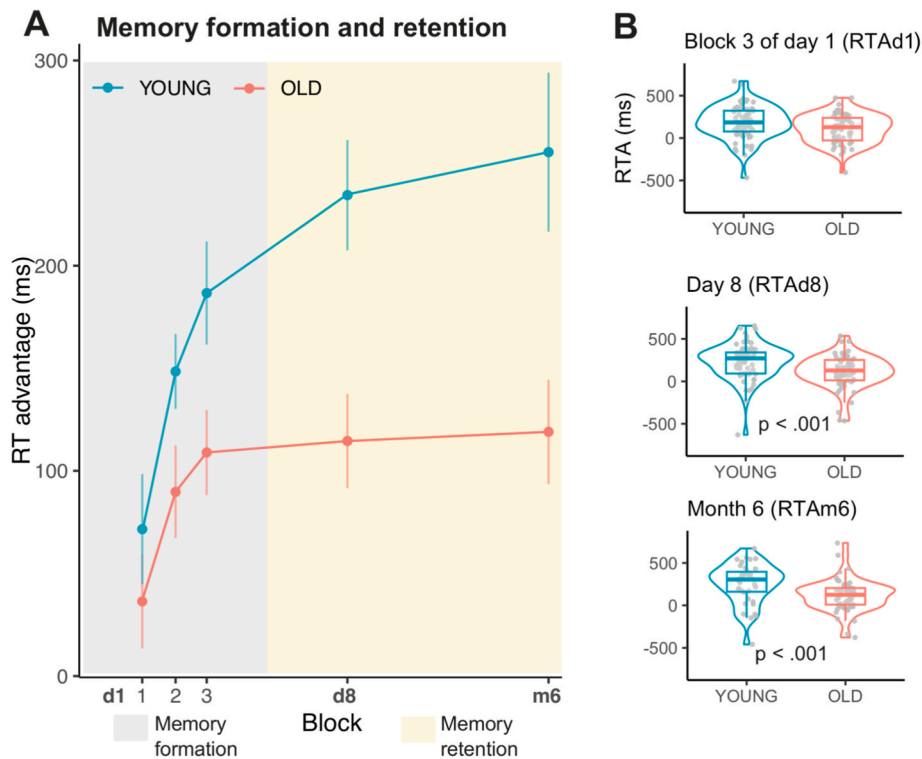 A
Memory formation and retention
300
200
100
0
RT advantage (ms)
YOUNG
OLD
d1 1 2 3 d8 m6
Block
Memory
formation
Memory
retention
B
Block 3 of day 1 (RTAd1)
RTA (ms)
500
0
-500
YOUNG OLD
Day 8 (RTAd8)
500
0
-500
p < .001
YOUNG OLD
Month 6 (RTAm6)
500
0
-500
p < .001
YOUNG OLD